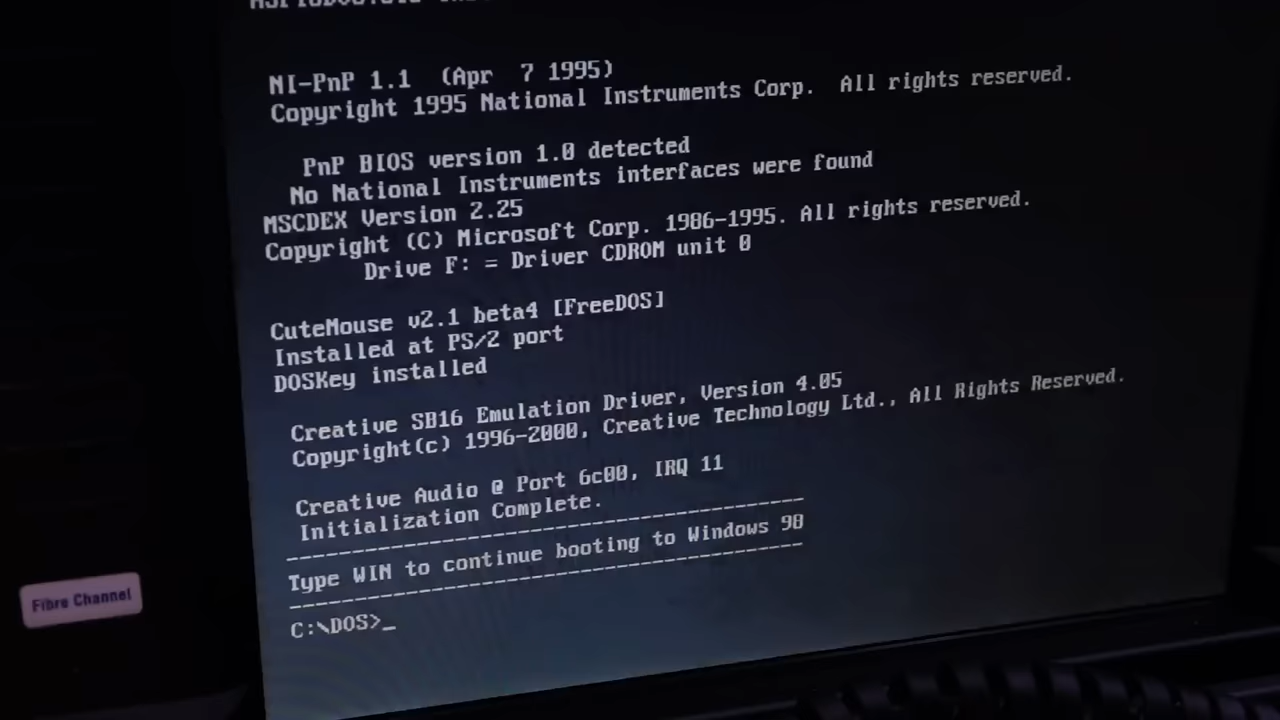 NI-PnP 1.1  (Apr  7 1995)
Copyright 1995 National Instruments Corp.  All rights reserved.
PnP BIOS version 1.0 detected
No National Instruments interfaces were found
MSCDEX Version 2.25
Copyright (C) Microsoft Corp. 1986-1995. All rights reserved.
Drive F: = Driver CDROM unit 0
CuteMouse v2.1 beta4 [FreeDOS]
Installed at PS/2 port
DOSKey installed
Creative SB16 Emulation Driver, Version 4.05
Copyright(c) 1996-2000, Creative Technology Ltd., All Rights Reserved.
Creative Audio @ Port 6c00, IRQ 11
Initialization Complete.
----------------------------------------
Type WIN to continue booting to Windows 98
----------------------------------------
C:\DOS>_
Fibre Channel